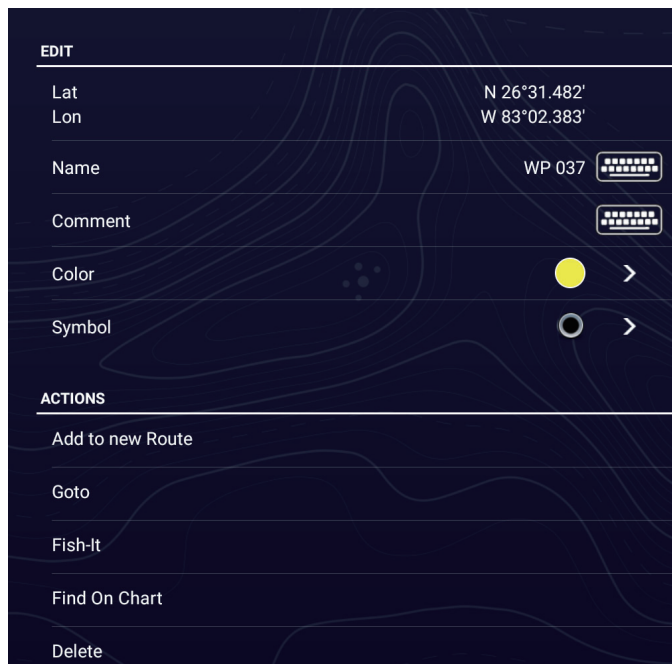 EDIT
Lat N 26°31.482'
Lon W 83°02.383'
Name WP 037
Comment
Color
Symbol
ACTIONS
Add to new Route
Goto
Fish-It
Find On Chart
Delete